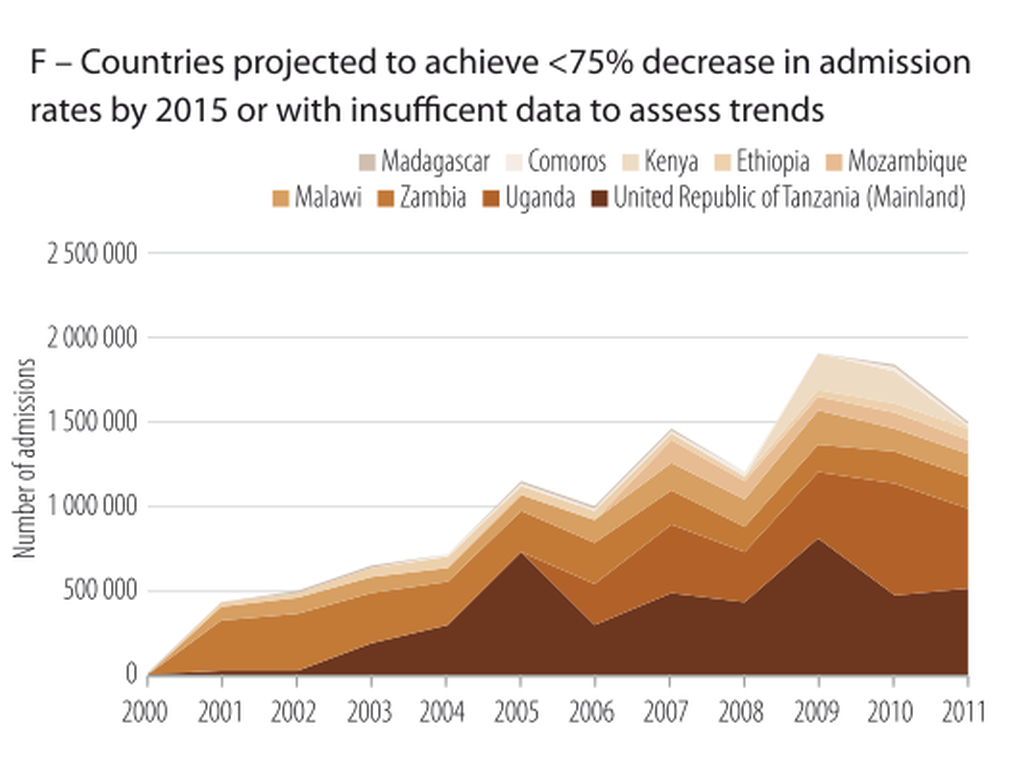 F – Countries projected to achieve <75% decrease in admission
rates by 2015 or with insufficent data to assess trends
Madagascar Comoros Kenya Ethiopia Mozambique
Malawi Zambia Uganda United Republic of Tanzania (Mainland)
Number of admissions
2 500 000
2 000 000
1 500 000
1 000 000
500 000
0
2000 2001 2002 2003 2004 2005 2006 2007 2008 2009 2010 2011